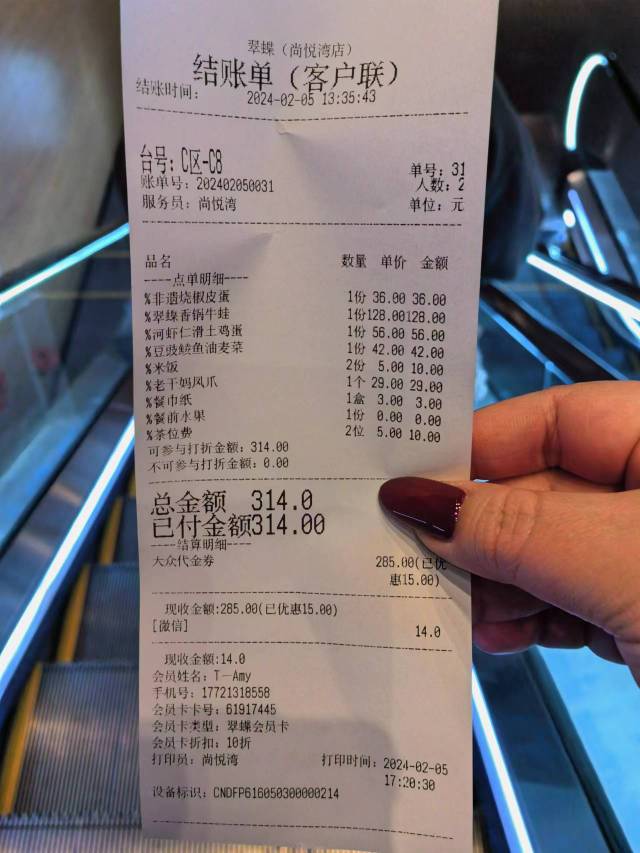 翠蝶（尚悦湾店）
结账单（客户联）
结账时间： 2024-02-05 13:35:43
台号：C区-C8
单号：31
账单号：202402050031 人数：2
服务员：尚悦湾 单位：元
品名 数量 单价 金额
----点单明细----
%非遗烧椒皮蛋 1份 36.00 36.00
%翠蝶香锅牛蛙 1份128.00128.00
%河虾仁滑土鸡蛋 1份 56.00 56.00
%豆豉鲮鱼油麦菜 1份 42.00 42.00
%米饭 2份 5.00 10.00
%老干妈凤爪 1个 29.00 29.00
%餐巾纸 1盒 3.00 3.00
%餐前水果 1份 0.00 0.00
%茶位费 2位 5.00 10.00
可参与打折金额：314.00
不可参与打折金额：0.00
总金额 314.0
已付金额314.00
----结算明细----
大众代金券 285.00(已优
惠15.00)
现收金额:285.00(已优惠15.00)
[微信] 14.0
现收金额:14.0
会员姓名：T-Amy
手机号：17721318558
会员卡卡号：61917445
会员卡类型：翠蝶会员卡
会员卡折扣：10折
打印员：尚悦湾 打印时间：2024-02-05
17:20:30
设备标识：CNDFP616050300000214